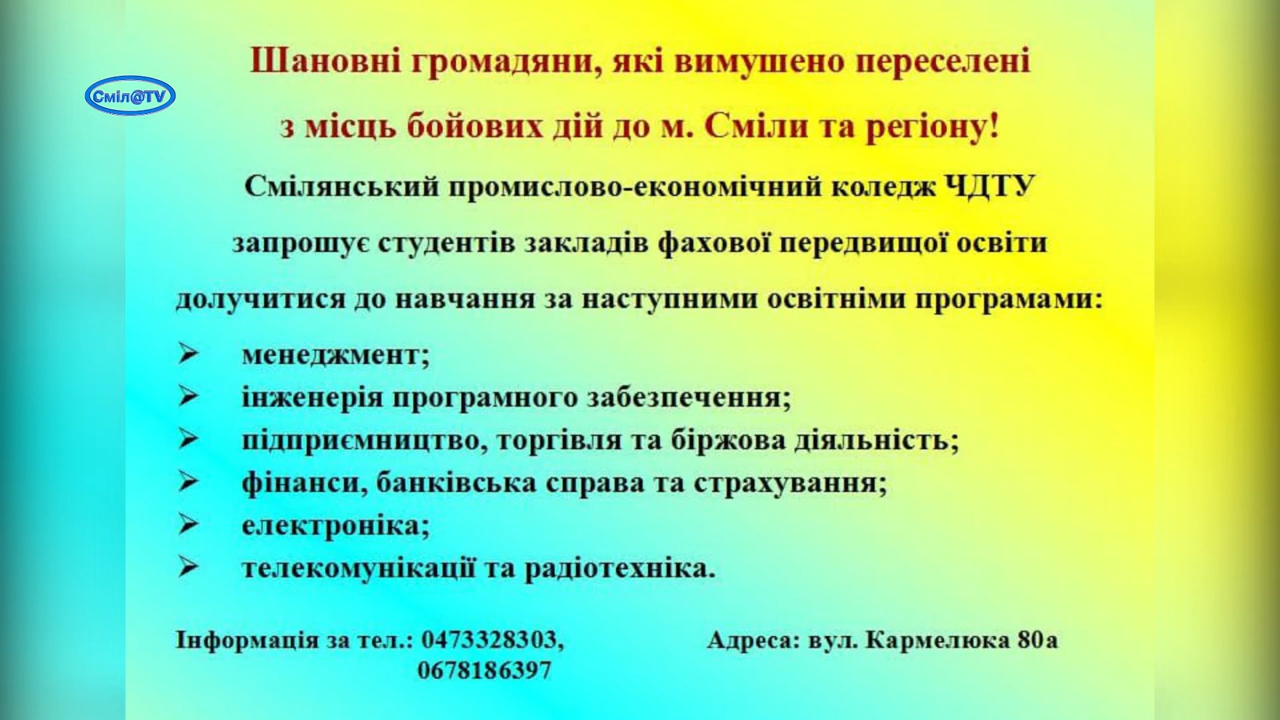 Сміл@TV
Шановні громадяни, які вимушено переселені
з місць бойових дій до м. Сміли та регіону!
Смілянський промислово-економічний коледж ЧДТУ
запрошує студентів закладів фахової передвищої освіти
долучитися до навчання за наступними освітніми програмами:
➢ менеджмент;
➢ інженерія програмного забезпечення;
➢ підприємництво, торгівля та біржова діяльність;
➢ фінанси, банківська справа та страхування;
➢ електроніка;
➢ телекомунікації та радіотехніка.
Інформація за тел.: 0473328303, Адреса: вул. Кармелюка 80а
0678186397